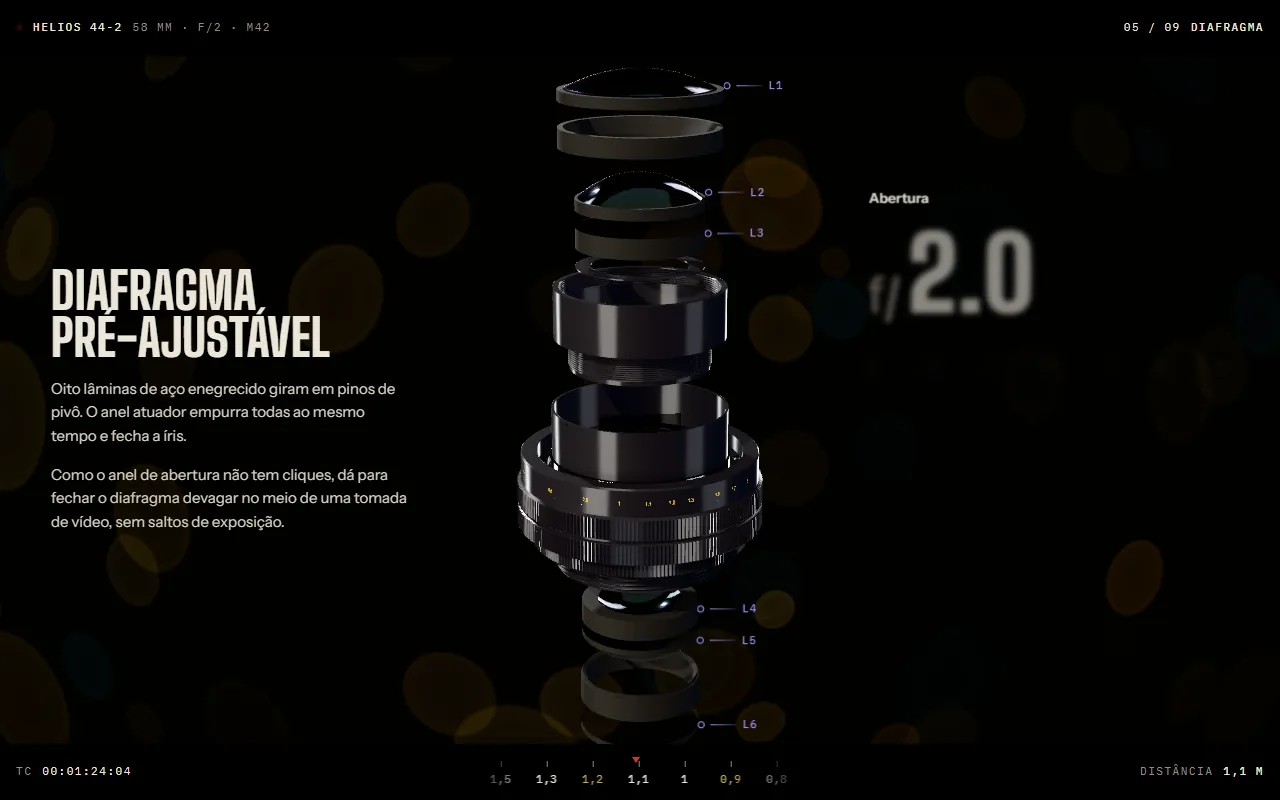 HELIOS 44-2 58 MM · F/2 · M42
05 / 09 DIAFRAGMA
L1
L2
L3
Abertura
f/2.0
DIAFRAGMA
PRÉ-AJUSTÁVEL
Oito lâminas de aço enegrecido giram em pinos de
pivô. O anel atuador empurra todas ao mesmo
tempo e fecha a íris.
Como o anel de abertura não tem cliques, dá para
fechar o diafragma devagar no meio de uma tomada
de vídeo, sem saltos de exposição.
L4
L5
L6
TC 00:01:24:04
1,5 1,3 1,2 1,1 1 0,9 0,8
DISTÂNCIA 1,1 M